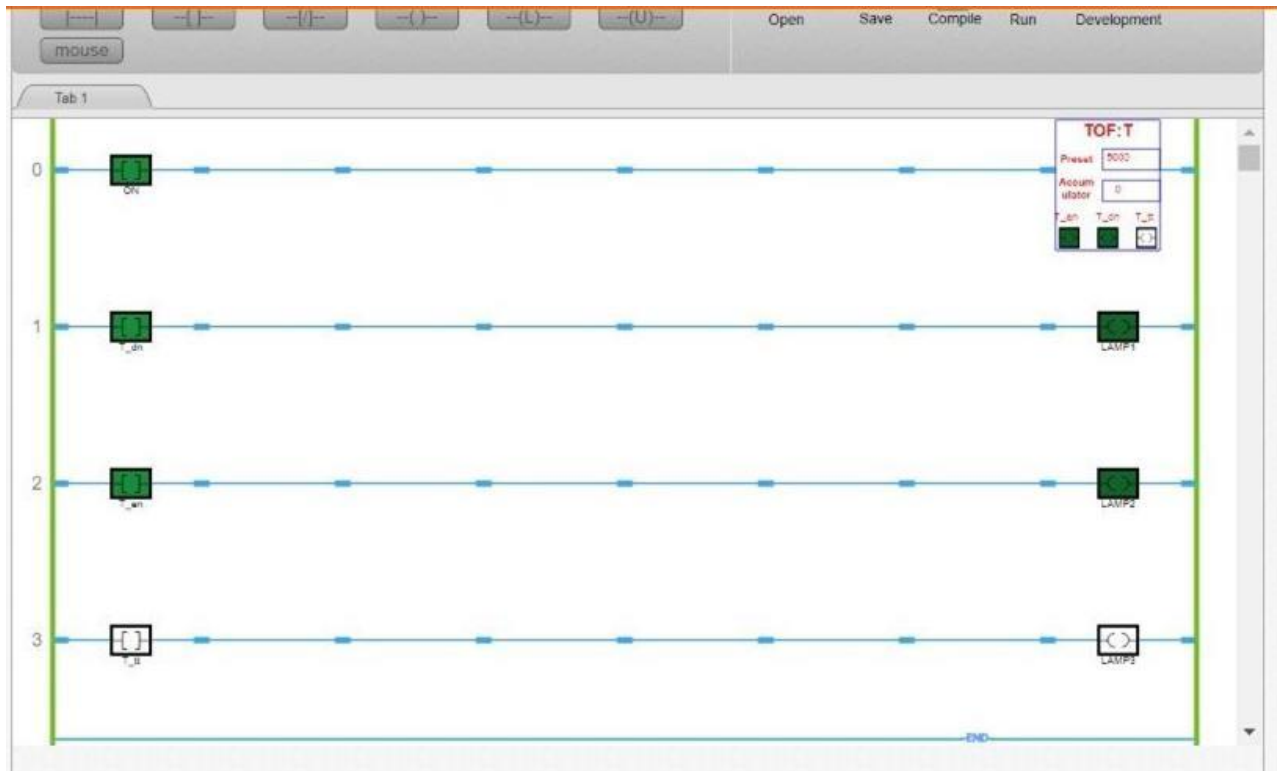 |----| --[ ]-- --[/]-- --( )-- --(L)-- --(U)-- Open Save Compile Run Development
mouse
Tab 1
TOF:T
0
Preset 5000
ON
Accum
ulator 0
T_en T_dn T_tt
1
T_dn LAMP1
2
T_en LAMP2
3
T_tt LAMP3
END